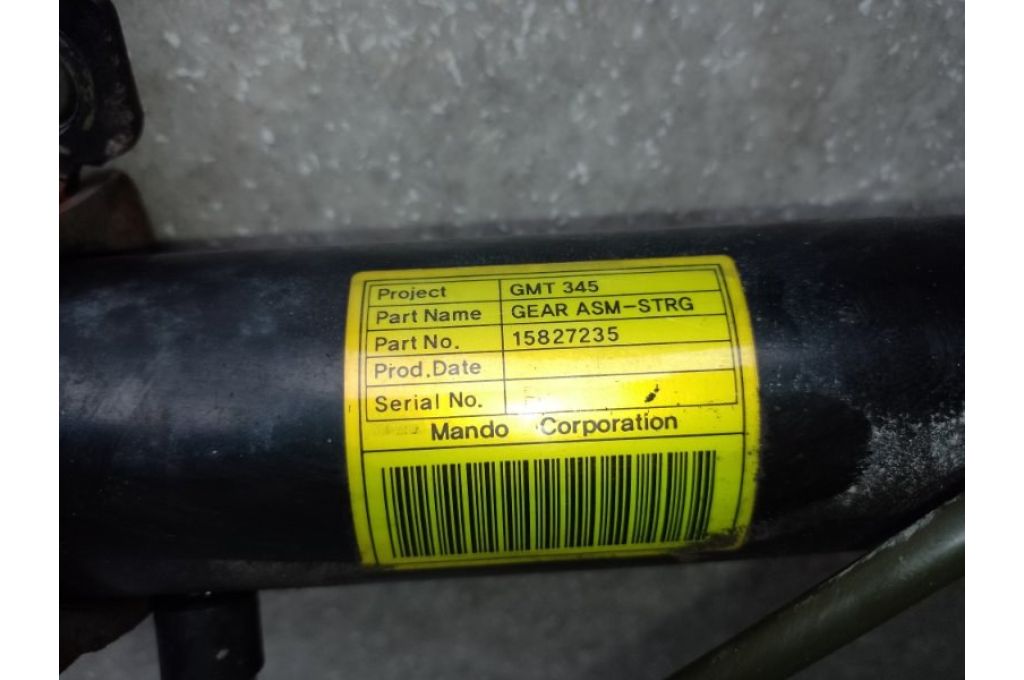 Project GMT 345
Part Name GEAR ASM-STRG
Part No. 15827235
Prod.Date
Serial No.
Mando Corporation